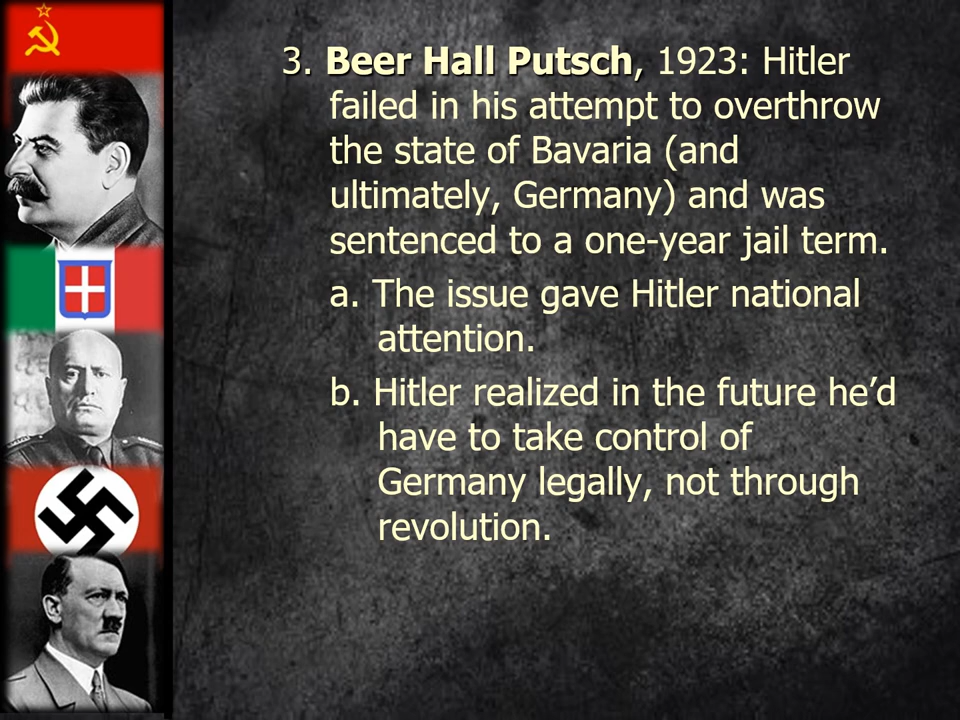 3. Beer Hall Putsch, 1923: Hitler
failed in his attempt to overthrow
the state of Bavaria (and
ultimately, Germany) and was
sentenced to a one-year jail term.
a. The issue gave Hitler national
attention.
b. Hitler realized in the future he’d
have to take control of
Germany legally, not through
revolution.